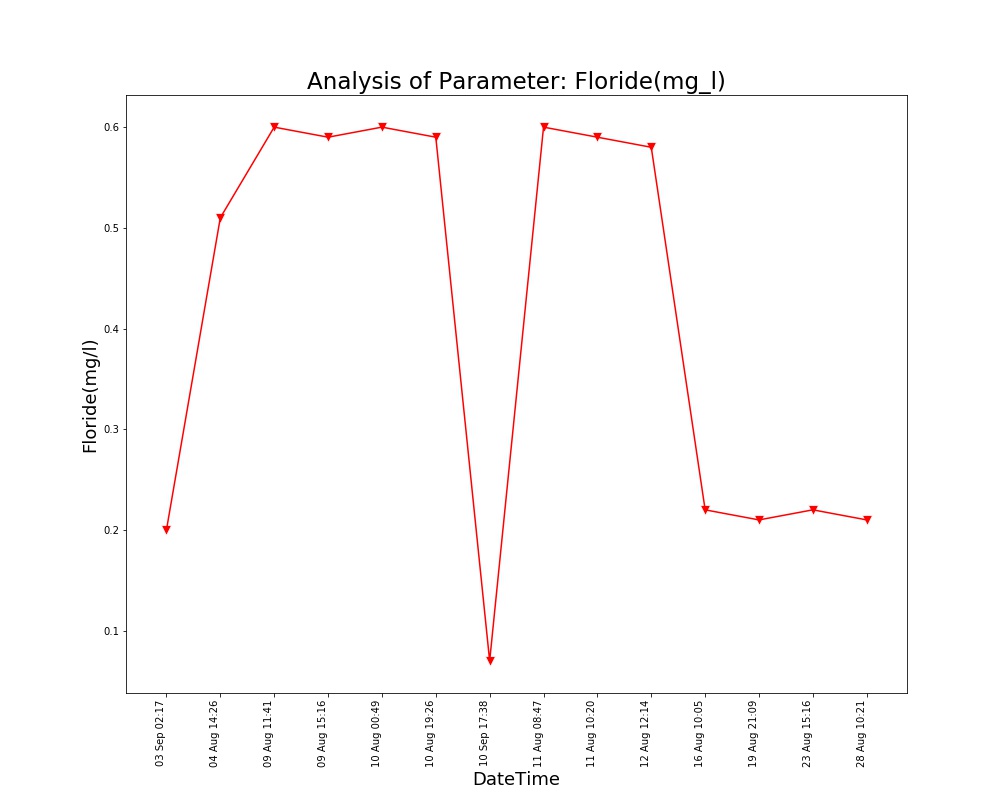 Analysis of Parameter: Floride(mg_l)
Floride(mg/l)
0.6
0.5
0.4
0.3
0.2
0.1
03 Sep 02:17
04 Aug 14:26
09 Aug 11:41
09 Aug 15:16
10 Aug 00:49
10 Aug 19:26
10 Sep 17:38
11 Aug 08:47
11 Aug 10:20
12 Aug 12:14
16 Aug 10:05
19 Aug 21:09
23 Aug 15:16
28 Aug 10:21
DateTime